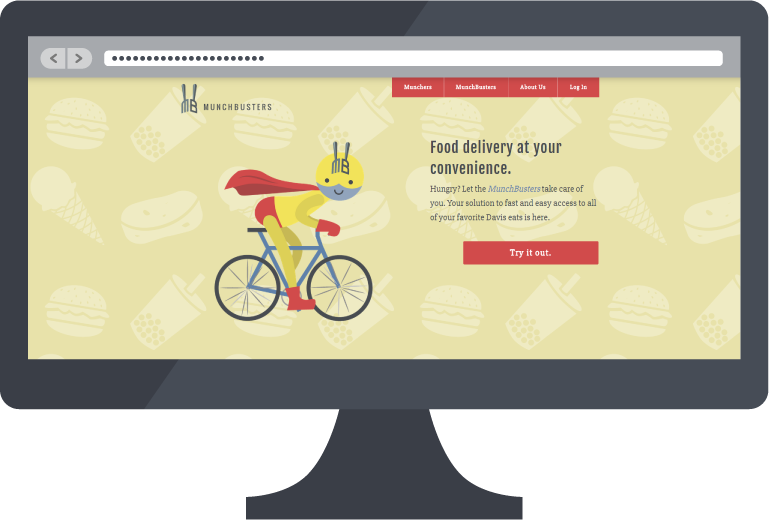 MUNCHBUSTERS
Munchers MunchBusters About Us Log In
Food delivery at your
convenience.
Hungry? Let the MunchBusters take care of
you. Your solution to fast and easy access to all
of your favorite Davis eats is here.
Try it out.